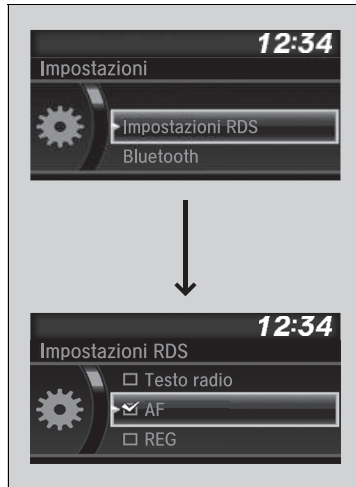 12:34
Impostazioni
Impostazioni RDS
Bluetooth
12:34
Impostazioni RDS
Testo radio
AF
REG